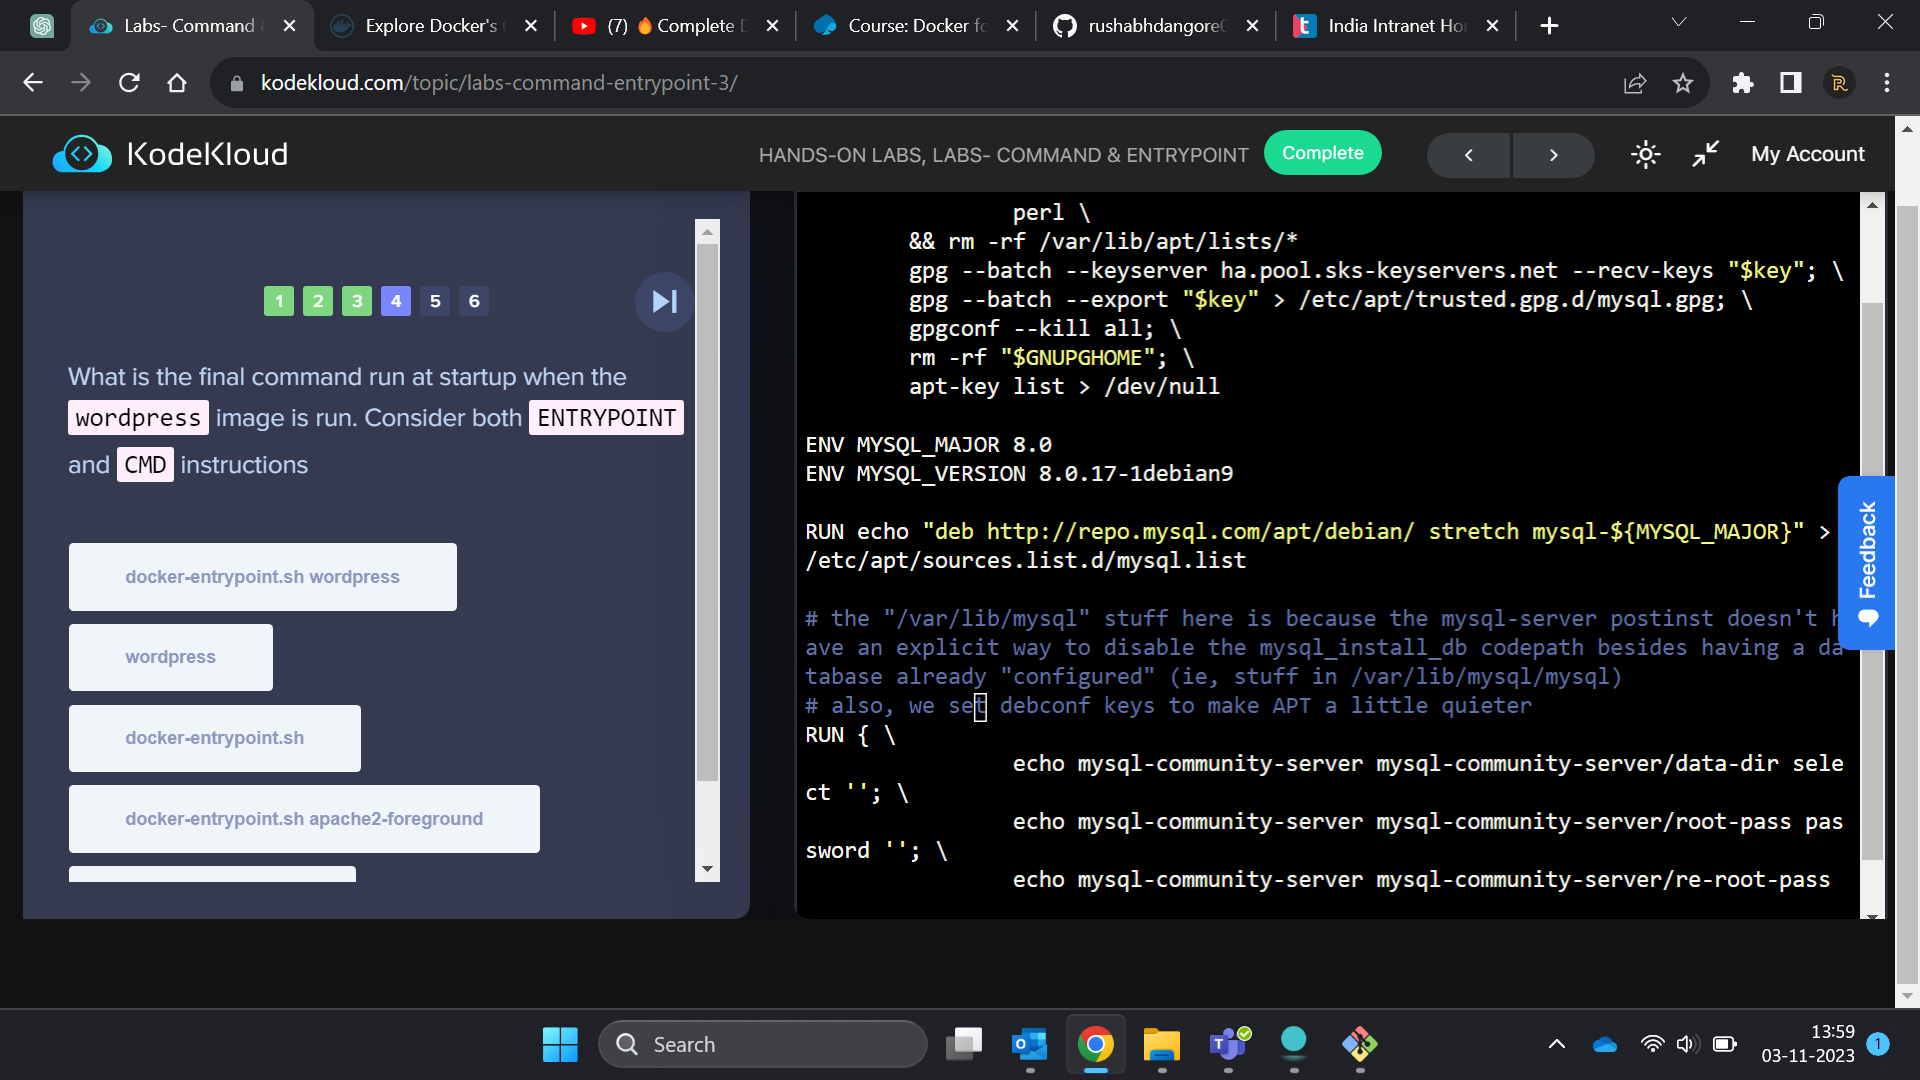 Labs- Command &
Explore Docker's
(7) 🔥 Complete D
Course: Docker fo
rushabhdangore0
India Intranet Ho
kodekloud.com/topic/labs-command-entrypoint-3/
KodeKloud
HANDS-ON LABS, LABS- COMMAND & ENTRYPOINT
Complete
My Account
1 2 3 4 5 6
What is the final command run at startup when the
wordpress image is run. Consider both ENTRYPOINT
and CMD instructions
docker-entrypoint.sh wordpress
wordpress
docker-entrypoint.sh
docker-entrypoint.sh apache2-foreground
perl \
&& rm -rf /var/lib/apt/lists/*
gpg --batch --keyserver ha.pool.sks-keyservers.net --recv-keys "$key"; \
gpg --batch --export "$key" > /etc/apt/trusted.gpg.d/mysql.gpg; \
gpgconf --kill all; \
rm -rf "$GNUPGHOME"; \
apt-key list > /dev/null
ENV MYSQL_MAJOR 8.0
ENV MYSQL_VERSION 8.0.17-1debian9
RUN echo "deb http://repo.mysql.com/apt/debian/ stretch mysql-${MYSQL_MAJOR}" >
/etc/apt/sources.list.d/mysql.list
# the "/var/lib/mysql" stuff here is because the mysql-server postinst doesn't h
ave an explicit way to disable the mysql_install_db codepath besides having a da
tabase already "configured" (ie, stuff in /var/lib/mysql/mysql)
# also, we set debconf keys to make APT a little quieter
RUN { \
echo mysql-community-server mysql-community-server/data-dir sele
ct ''; \
echo mysql-community-server mysql-community-server/root-pass pas
sword ''; \
echo mysql-community-server mysql-community-server/re-root-pass
Feedback
Search
13:59
03-11-2023
1